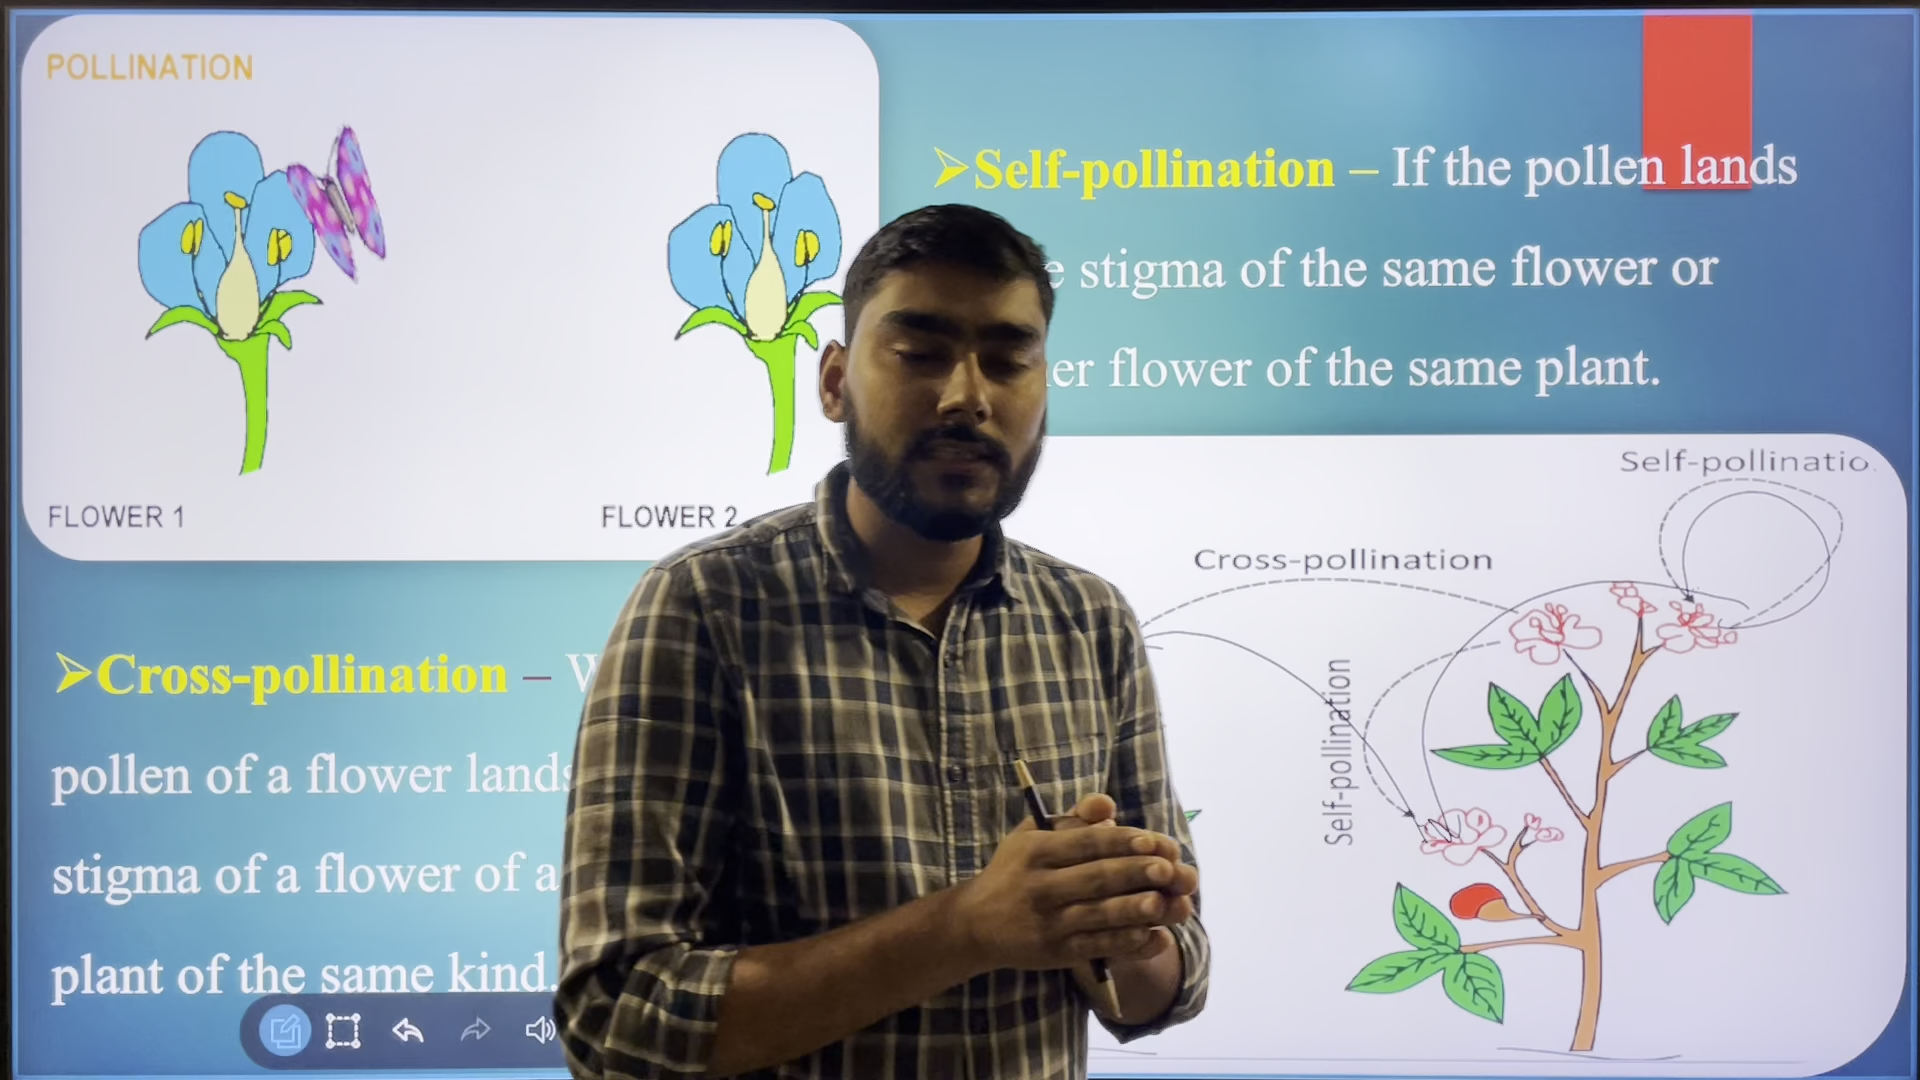 POLLINATION
FLOWER 1
FLOWER 2
➢Self-pollination – If the pollen lands
stigma of the same flower or
flower of the same plant.
➢Cross-pollination –
pollen of a flower lands
stigma of a flower of a
plant of the same kind.
Cross-pollination
Self-pollination